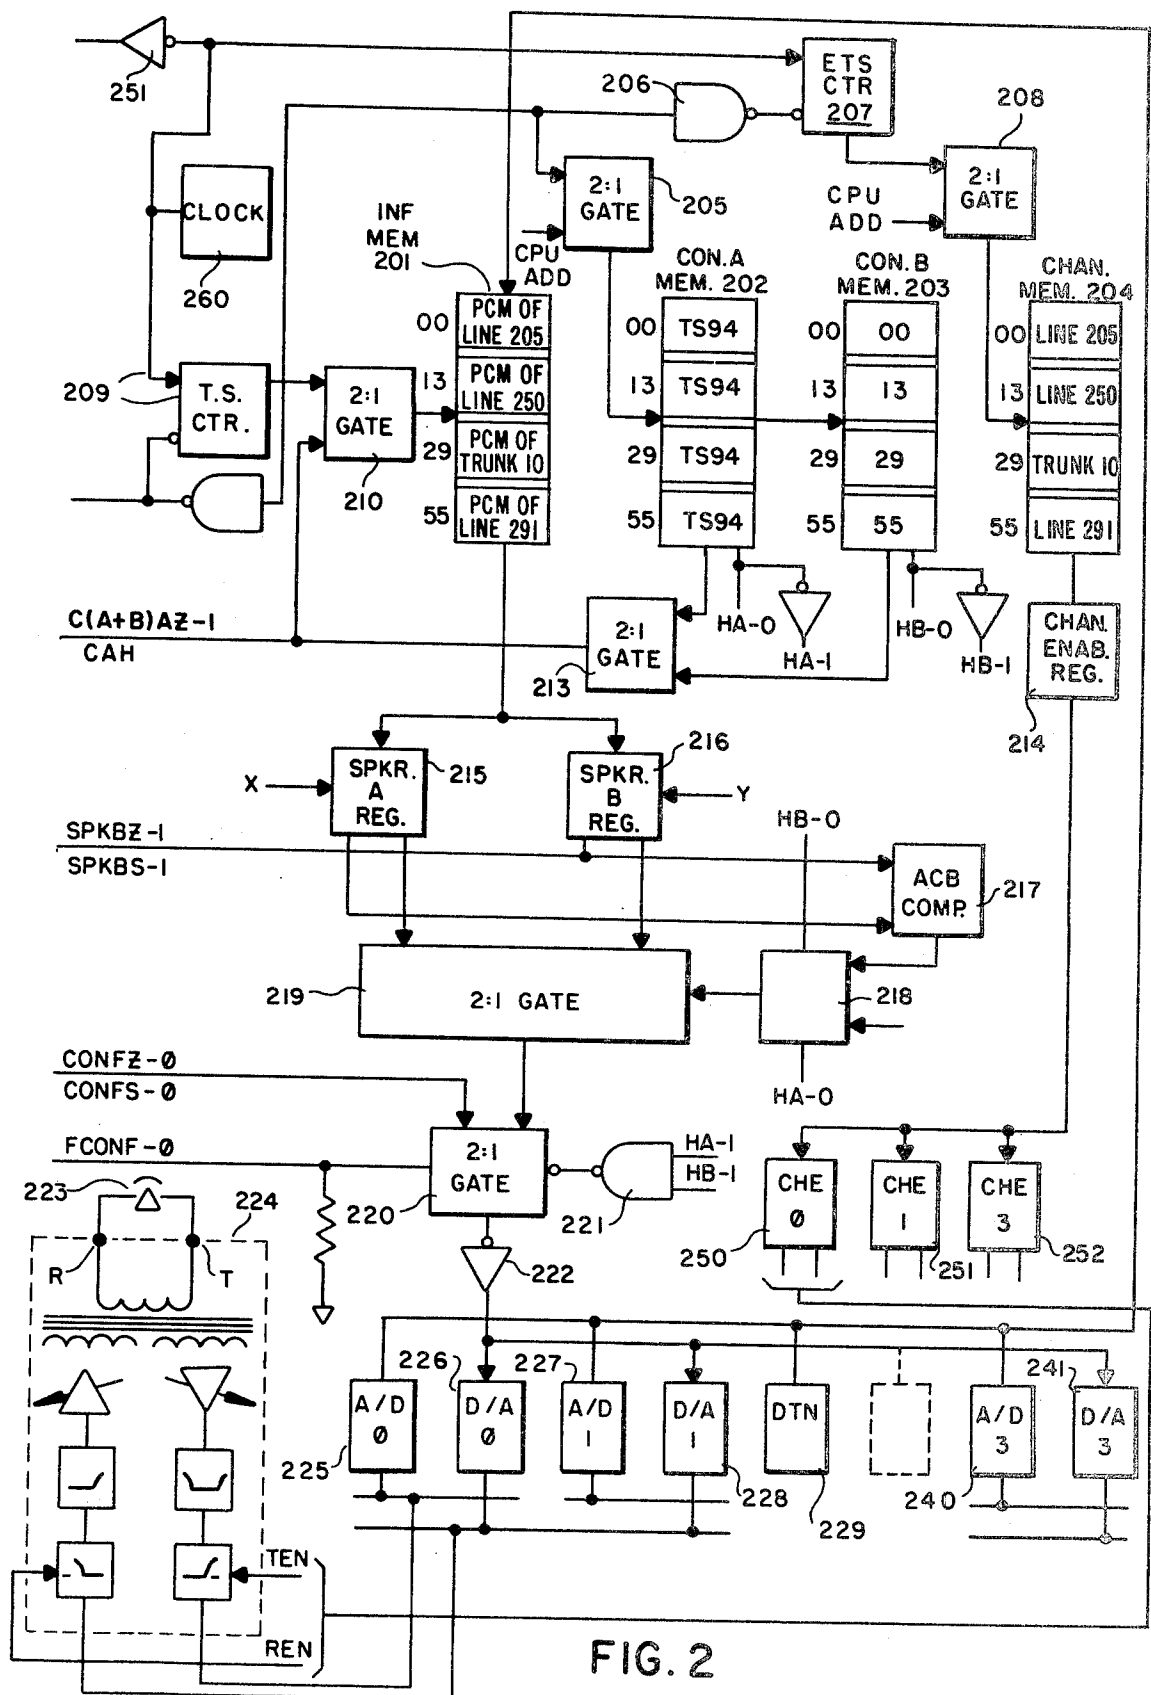 251
ETS
CTR
207
206
208
2:1
GATE
205
2:1
GATE
CPU
ADD
CPU
ADD
CLOCK
260
INF
MEM
201
CON.A
MEM. 202
CON.B
MEM. 203
CHAN.
MEM. 204
00
PCM OF
LINE 205
13
PCM OF
LINE 250
29
PCM OF
TRUNK 10
55
PCM OF
LINE 291
00 TS94
13 TS94
29 TS94
55 TS94
00 00
13 13
29 29
55 55
00 LINE 205
13 LINE 250
29 TRUNK 10
55 LINE 291
209
T.S.
CTR.
2:1
GATE
210
C(A+B)AZ-1
CAH
2:1
GATE
213
HA-0
HA-1
HB-0
HB-1
CHAN.
ENAB.
REG.
214
X
SPKR.
A
REG.
215
SPKR.
B
REG.
216
Y
SPKBZ-1
SPKBS-1
HB-0
ACB
COMP.
217
219
2:1 GATE
218
HA-0
CONFZ-0
CONFS-0
FCONF-0
2:1
GATE
220
HA-1
HB-1
221
CHE
0
250
CHE
1
251
CHE
3
252
223
224
R
T
222
A/D
0
225
226
D/A
0
227
A/D
1
D/A
1
228
DTN
229
A/D
3
240
241
D/A
3
TEN
REN
FIG. 2